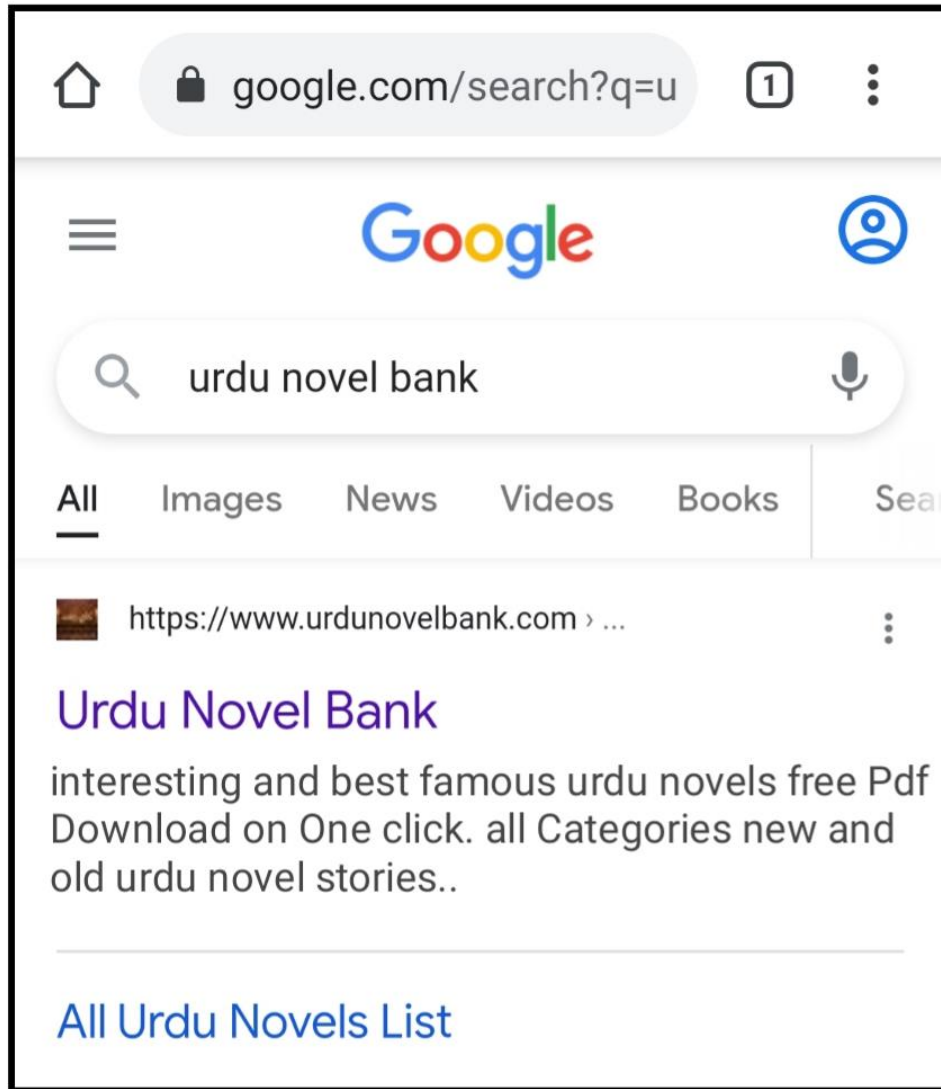 google.com/search?q=u
1
Google
urdu novel bank
All Images News Videos Books Sea
https://www.urdunovelbank.com › ...
Urdu Novel Bank
interesting and best famous urdu novels free Pdf
Download on One click. all Categories new and
old urdu novel stories..
All Urdu Novels List